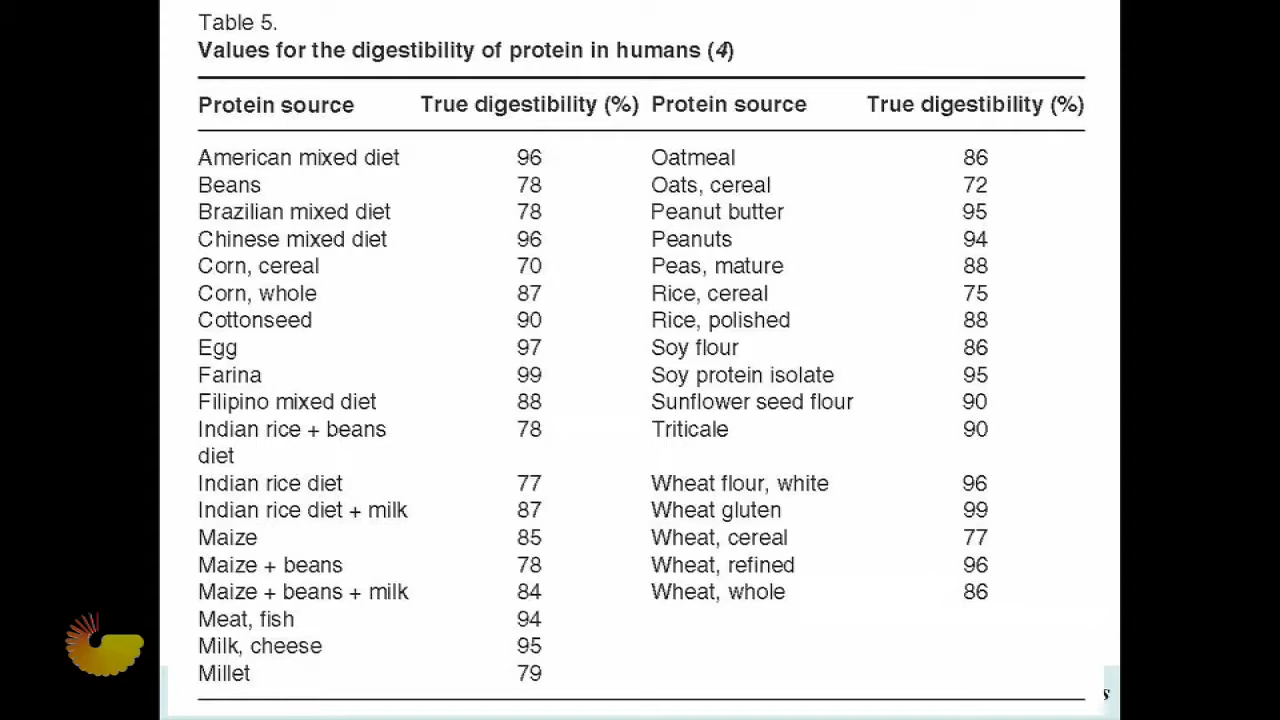 Table 5.
Values for the digestibility of protein in humans (4)
Protein source True digestibility (%) Protein source True digestibility (%)
American mixed diet 96 Oatmeal 86
Beans 78 Oats, cereal 72
Brazilian mixed diet 78 Peanut butter 95
Chinese mixed diet 96 Peanuts 94
Corn, cereal 70 Peas, mature 88
Corn, whole 87 Rice, cereal 75
Cottonseed 90 Rice, polished 88
Egg 97 Soy flour 86
Farina 99 Soy protein isolate 95
Filipino mixed diet 88 Sunflower seed flour 90
Indian rice + beans 78 Triticale 90
diet
Indian rice diet 77 Wheat flour, white 96
Indian rice diet + milk 87 Wheat gluten 99
Maize 85 Wheat, cereal 77
Maize + beans 78 Wheat, refined 96
Maize + beans + milk 84 Wheat, whole 86
Meat, fish 94
Milk, cheese 95
Millet 79